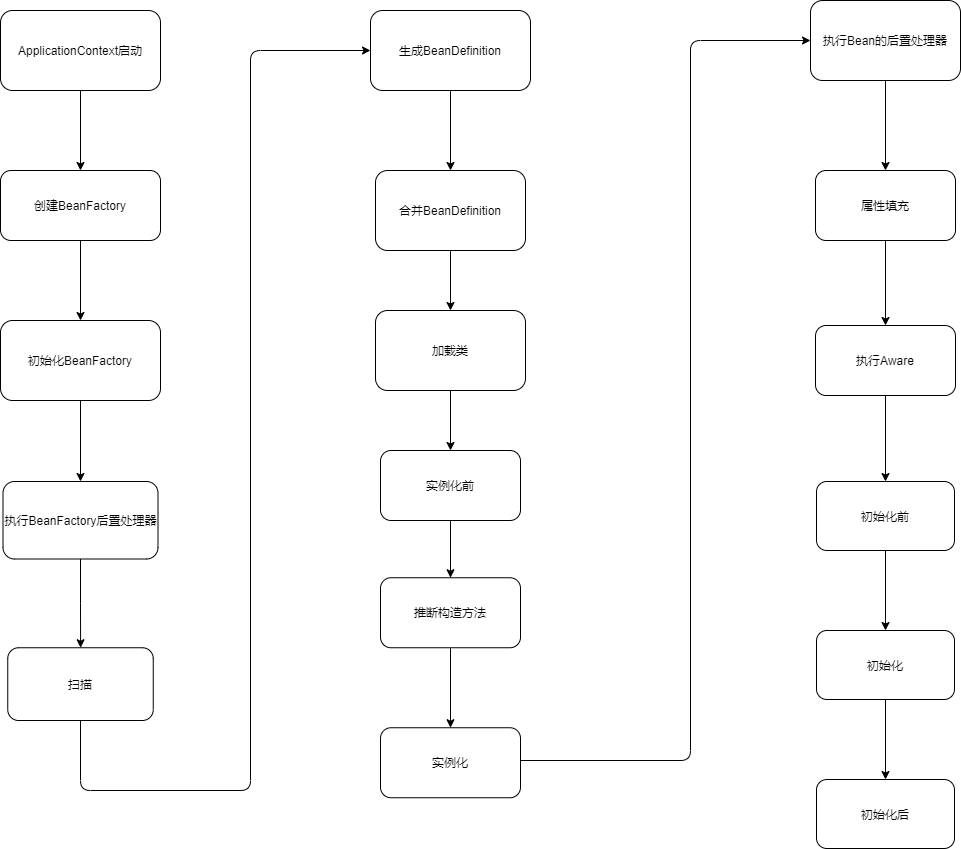 ApplicationContext启动
创建BeanFactory
初始化BeanFactory
执行BeanFactory后置处理器
扫描
生成BeanDefinition
合并BeanDefinition
加载类
实例化前
推断构造方法
实例化
执行Bean的后置处理器
属性填充
执行Aware
初始化前
初始化
初始化后